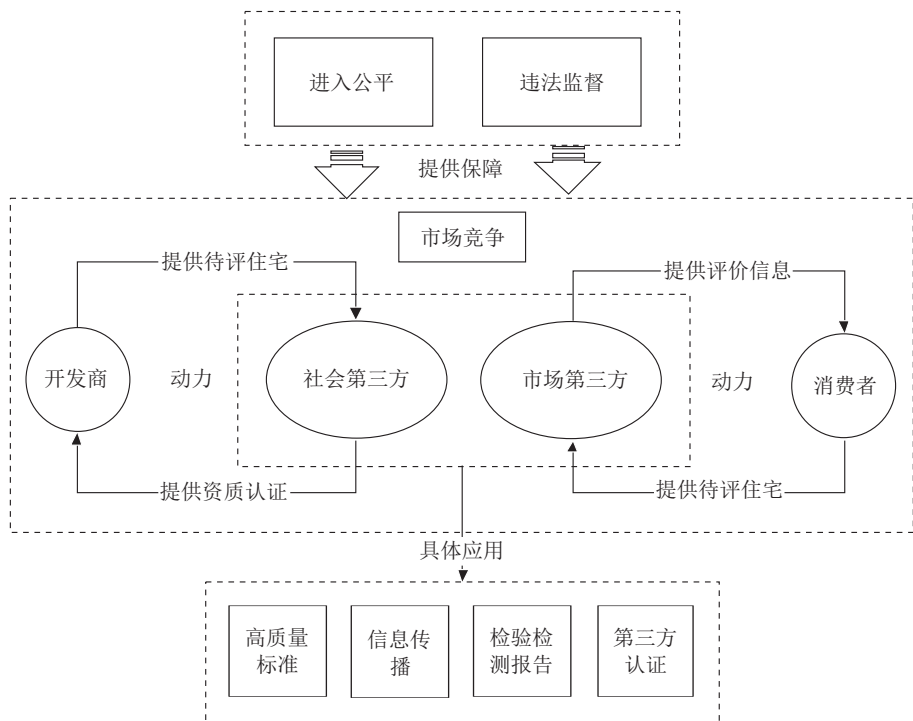 进入公平
违法监督
提供保障
市场竞争
提供待评住宅
提供评价信息
开发商
动力
社会第三方
市场第三方
动力
消费者
提供资质认证
提供待评住宅
具体应用
高质量
标准
信息传
播
检验检
测报告
第三方
认证